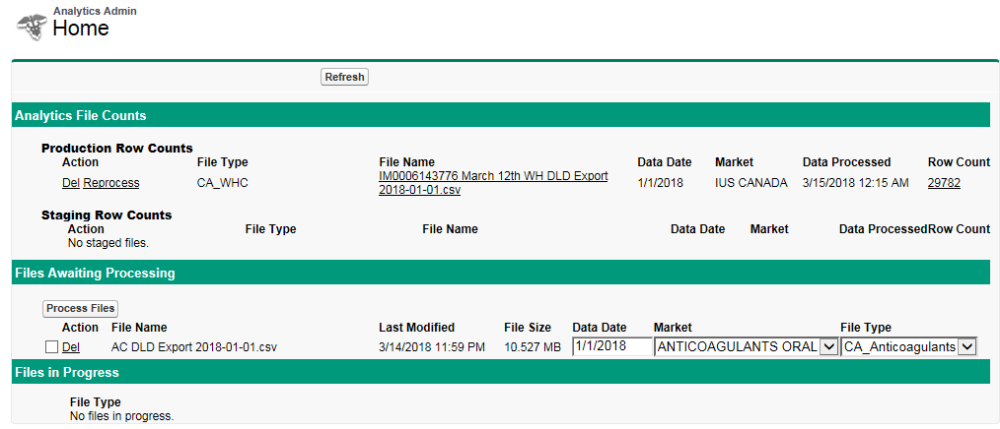 Analytics Admin
Home
Refresh
Analytics File Counts
Production Row Counts
Action File Type File Name Data Date Market Data Processed Row Count
Del Reprocess CA_WHC IM0006143776 March 12th WH DLD Export 1/1/2018 IUS CANADA 3/15/2018 12:15 AM 29782
2018-01-01.csv
Staging Row Counts
Action File Type File Name Data Date Market Data ProcessedRow Count
No staged files.
Files Awaiting Processing
Process Files
Action File Name Last Modified File Size Data Date Market File Type
Del AC DLD Export 2018-01-01.csv 3/14/2018 11:59 PM 10.527 MB 1/1/2018 ANTICOAGULANTS ORAL CA_Anticoagulants
Files in Progress
File Type
No files in progress.